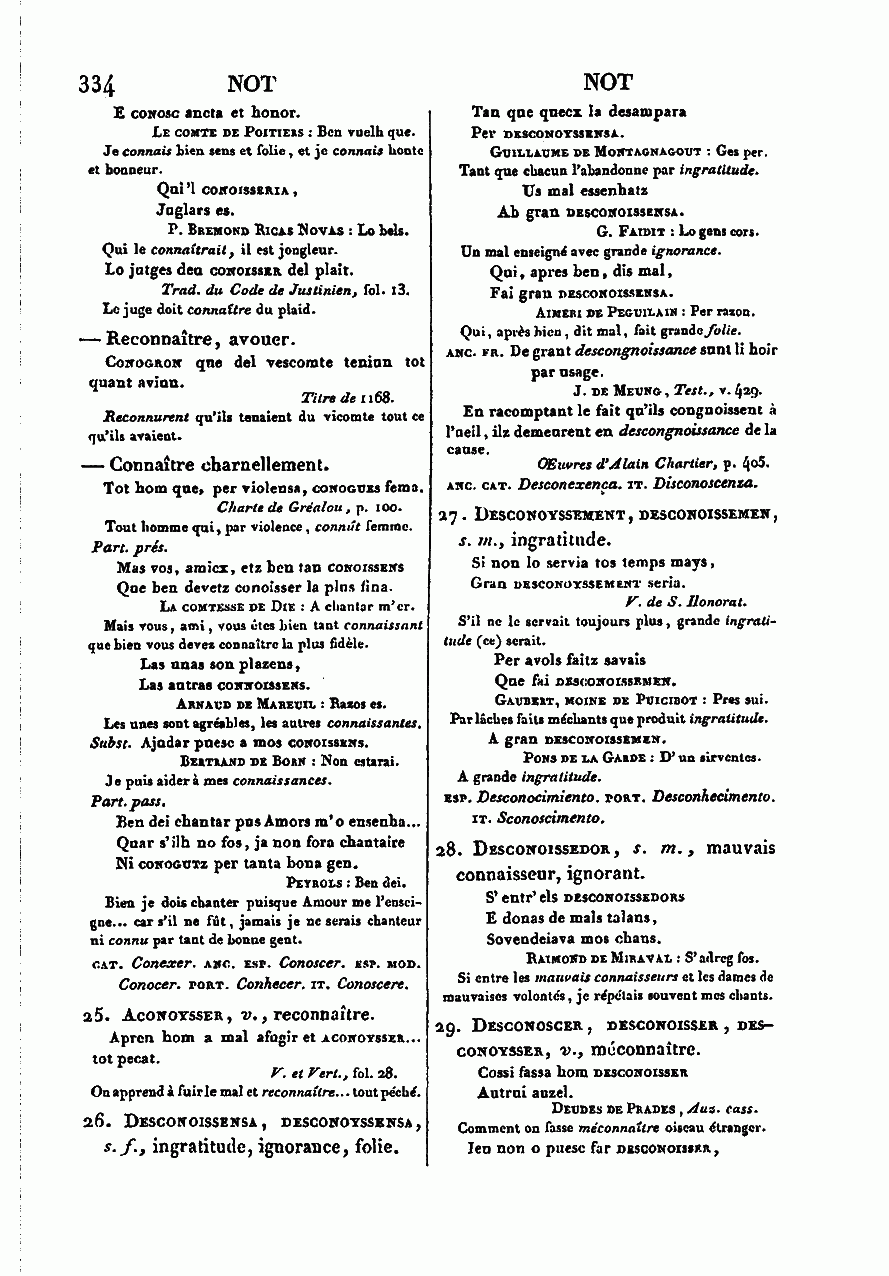 334 NOT NOT
E CONOSC ancta et honor.
LE COMTE DE POITIERS : Ben vuelh que.
Je connais bien sens et folie, et je connais honte
et honneur.
Qui 'l CONOISSERIA,
Juglars es.
P. BREMOND RICAS NOVAS : Lo bels.
Qui le connaîtrait, il est jongleur.
Lo jutges deu CONOISSER del plait.
Trad. du Code de Justinien, fol. 13.
Le juge doit connaître du plaid.
— Reconnaître, avouer.
CONOGRON que del vescomte tenion tot
quant avion.
Titre de 1168.
Reconnurent qu'ils tenaient du vicomte tout ce
qu'ils avaient.
— Connaître charnellement.
Tot hom que, per violensa, CONOGUES fema.
Charte de Gréalou, p. 100.
Tout homme qui, par violence, connút femme.
Part. prés.
Mas vos, amicx, etz ben tan CONOISSENS
Que ben devetz conoisser la plus fina.
LA COMTESSE DE DIE : A chantar m'er.
Mais vous, ami, vous êtes bien tant connaissant
que bien vous devez connaître la plus fidèle.
Las unas son plazens,
Las autras CONNOISSENS.
ARNAUD DE MAREUIL : Razos es.
Les unes sont agréables, les autres connaissantes.
Subst. Ajudar puesc a mos CONOISSENS.
BERTRAND DE BORN : Non estarai.
Je puis aider à mes connaissances.
Part. pass.
Ben dei chantar pus Amors m'o ensenha...
Quar s'ilh no fos, ja non fora chantaire
Ni CONOGUTZ per tanta bona gen.
PEYROLS : Ben dei.
Bien je dois chanter puisque Amour me l'ensei-
gne... car s'il ne fût, jamais je ne serais chanteur
ni connu par tant de bonne gent.
CAT. Conexer. ANC. ESP. Conoscer. ESP. MOD.
Conocer. PORT. Conhecer. IT. Conoscere.
25. ACONOYSSER, v., reconnaître.
Apren hom a mal afugir et ACONOYSSER...
tot pecat.
V. et Vert., fol. 28.
On apprend à fuir le mal et reconnaître... tout péché.
26. DESCONOISSENSA, DESCONOYSSENSA,
s. f., ingratitude, ignorance, folie.
Tan que quecx la desampara
Per DESCONOYSSENSA.
GUILLAUME DE MONTAGNAGOUT : Ges per.
Tant que chacun l'abandonne par ingratitude.
Us mal essenhatz
Ab gran DESCONOISSENSA.
G. FAIDIT : Lo gens cors.
Un mal enseigné avec grande ignorance.
Qui, apres ben, dis mal,
Fai gran DESCONOISSENSA.
AIMERI DE PEGUILAIN : Per razon.
Qui, après bien, dit mal, fait grande folie.
ANC. FR. De grant descongnoissance sunt li hoir
par usage.
J. DE MEUNG, Test., v. 429.
En racomptant le fait qu'ils congnoissent à
l'oeil, ilz demeurent en descongnoissance de la
cause.
Œuvres d'Alain Chartier, p. 405.
ANC. CAT. Desconexença. IT. Disconoscenza.
27. DESCONOYSSEMENT, DESCONOISSEMEN,
s. m., ingratitude.
Si non lo servia tos temps mays,
Gran DESCONOYSSEMENT seria.
V. de S. Honorat.
S'il ne le servait toujours plus, grande ingrati-
tude (ce) serait.
Per avols faitz savais
Que fai DESCONOISSEMEN.
GAUBERT, MOINE DE PUICIBOT : Pres sui.
Par lâches faits méchants que produit ingratitude.
A gran DESCONOISSEMEN.
PONS DE LA GARDE : D'un sirventes.
A grande ingratitude.
ESP. Desconocimiento. PORT. Desconhecimento.
IT. Sconoscimento.
28. DESCONOISSEDOR, s. m., mauvais
connaisseur, ignorant.
S' entr' els DESCONOISSEDORS
E donas de mals talans,
Sovendeiava mos chans.
RAIMOND DE MIRAVAL : S'adreg fos.
Si entre les mauvais connaisseurs et les dames de
mauvaises volontés, je répétais souvent mes chants.
29. DESCONOSCER, DESCONOISSER, DES-
CONOYSSER, v., méconnaître.
Cossi fassa hom DESCONOISSER
Autrui auzel.
DEUDES DE PRADES, Aus. cass.
Comment on fasse méconnaître oiseau étranger.
Ieu non o puesc far DESCONOISSER,